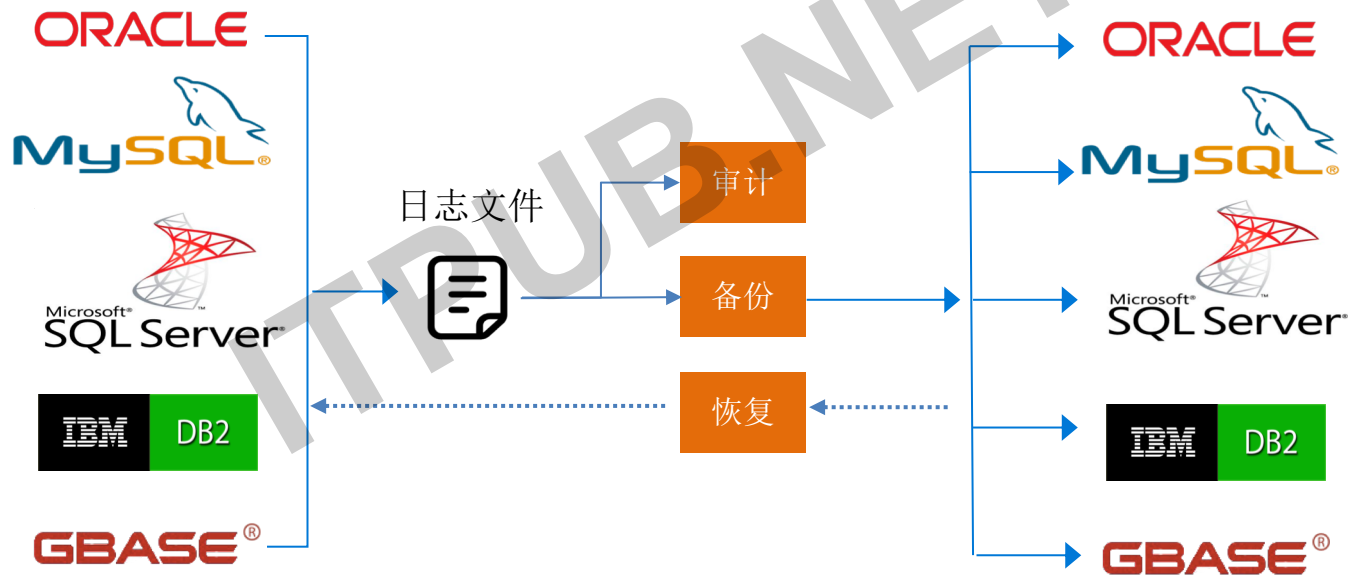 ORACLE
MySQL®
Microsoft®
SQL Server®
IBM DB2
GBASE®
日志文件
审计
备份
恢复
ORACLE
MySQL®
Microsoft®
SQL Server®
IBM DB2
GBASE®
ITPUB.NET